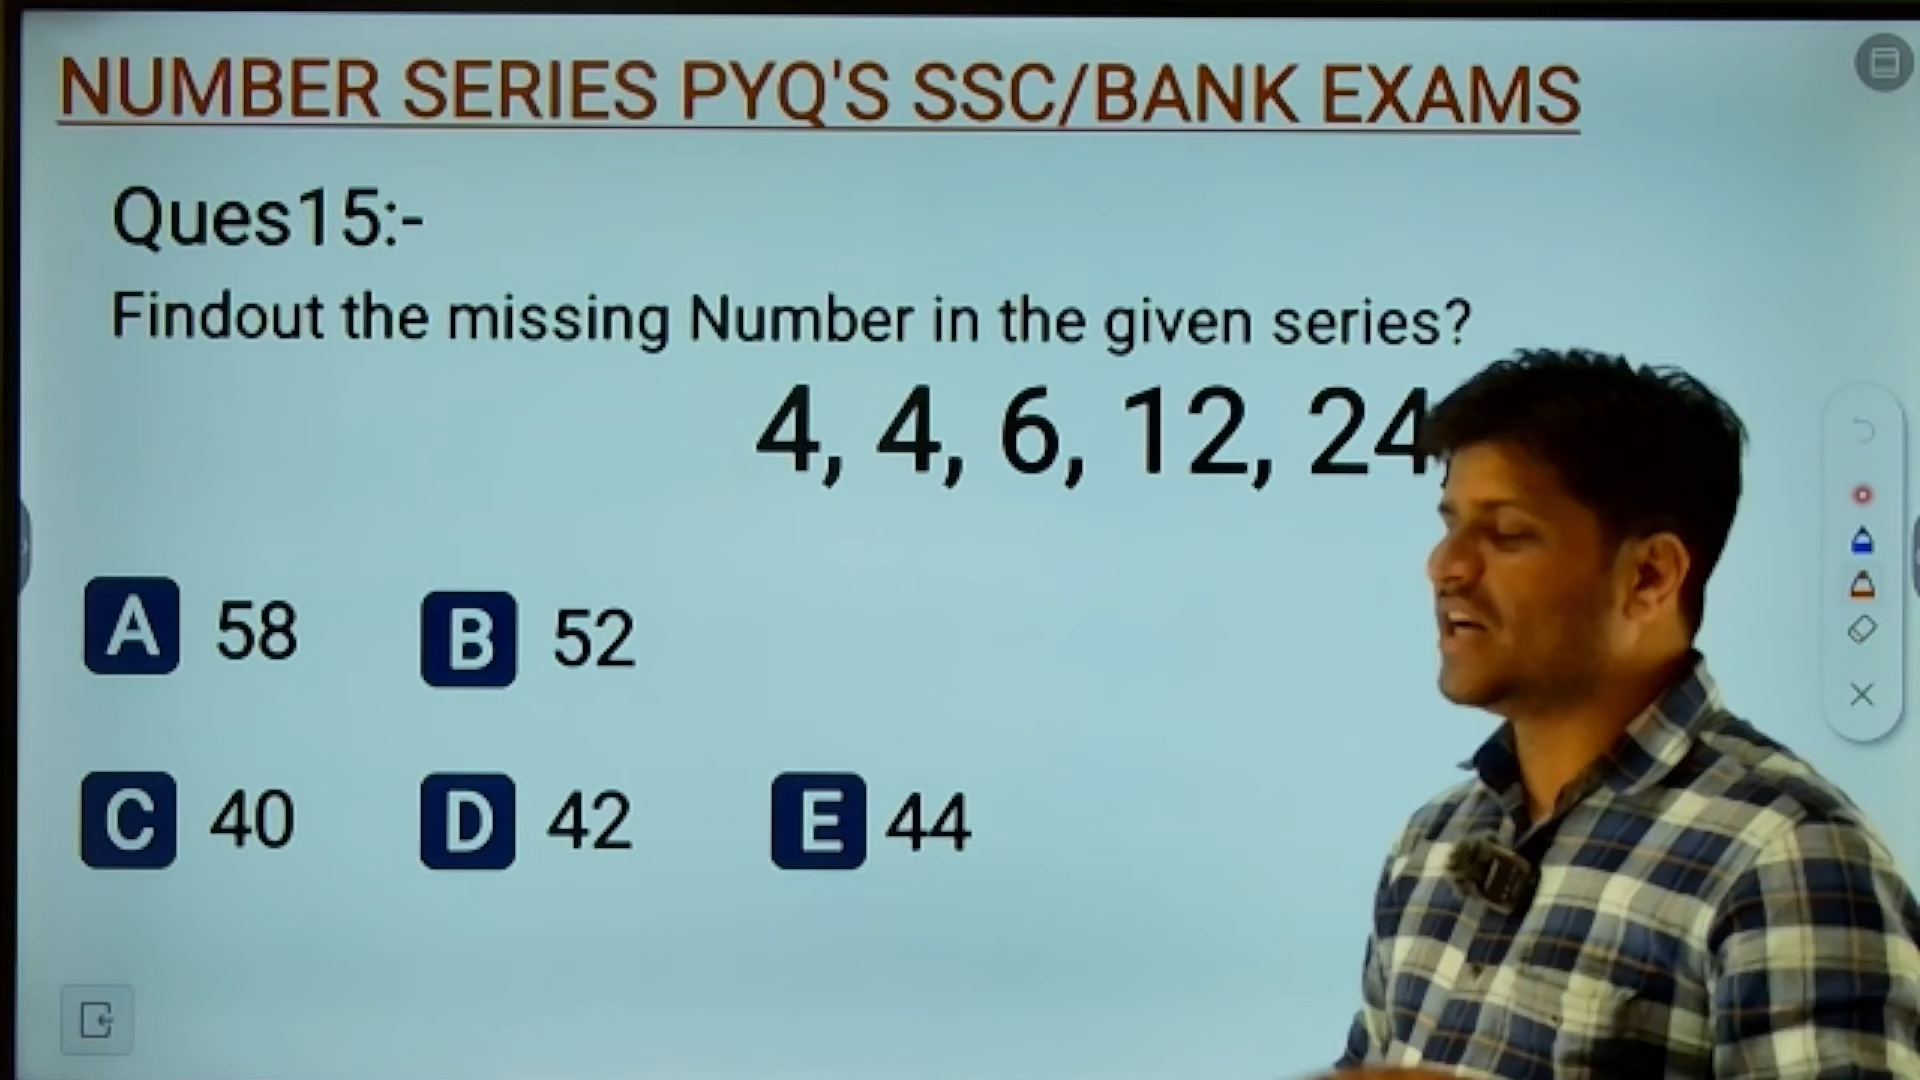 NUMBER SERIES PYQ'S SSC/BANK EXAMS
Ques15:-
Findout the missing Number in the given series?
4, 4, 6, 12, 24
A 58 B 52
C 40 D 42 E 44